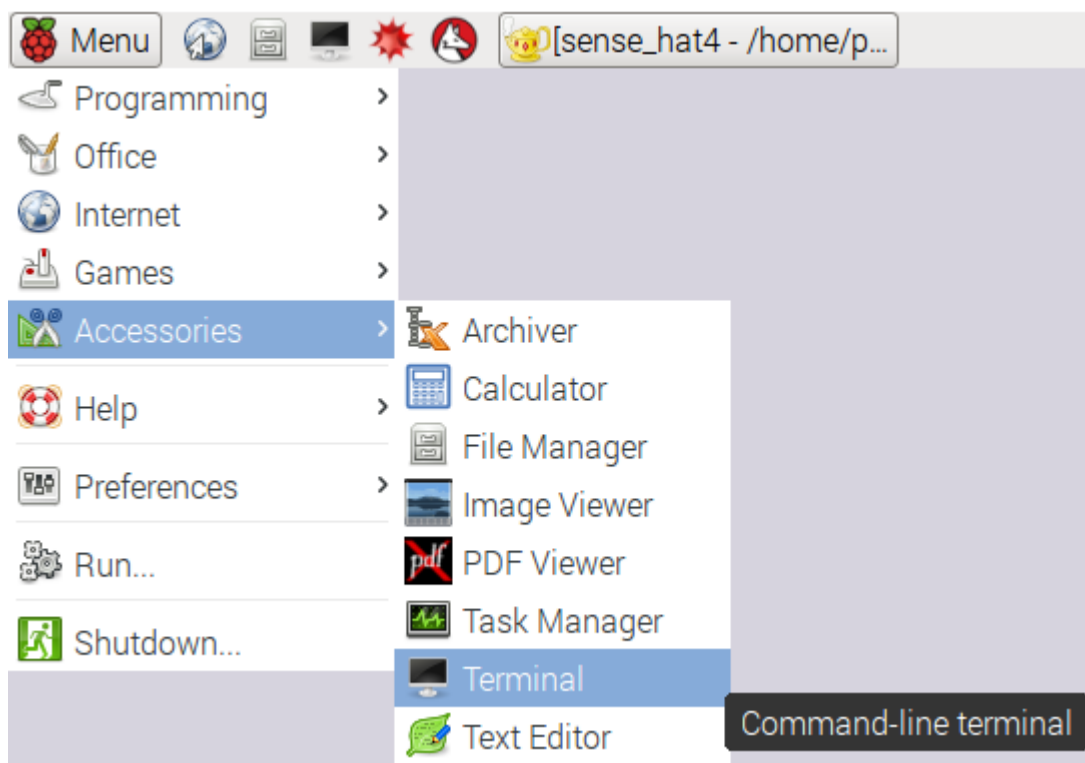 Menu
[sense_hat4 - /home/p...
Programming
Office
Internet
Games
Accessories
Help
Preferences
Run...
Shutdown...
Archiver
Calculator
File Manager
Image Viewer
pdf
PDF Viewer
Task Manager
Terminal
Text Editor
Command-line terminal